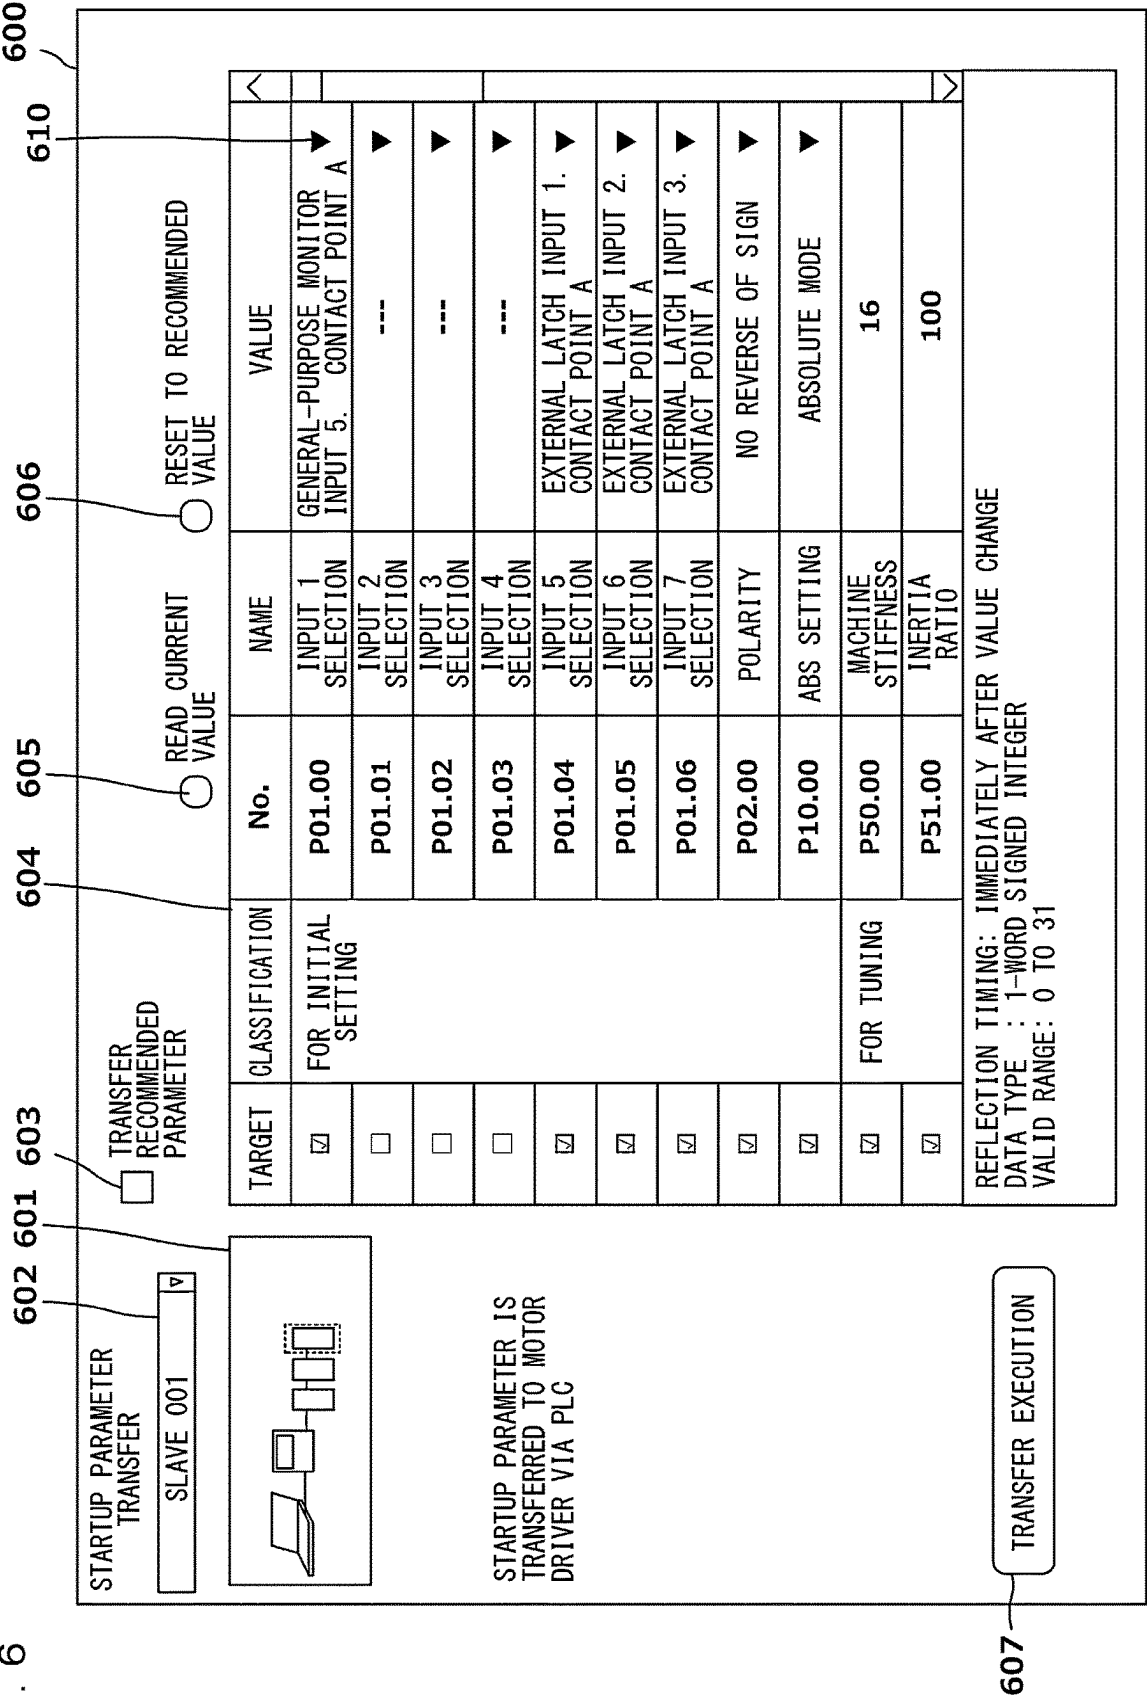 . 6
600
610
606
605
604
603
601
602
STARTUP PARAMETER
TRANSFER
SLAVE 001
TRANSFER
RECOMMENDED
PARAMETER
READ CURRENT
VALUE
RESET TO RECOMMENDED
VALUE
STARTUP PARAMETER IS
TRANSFERRED TO MOTOR
DRIVER VIA PLC
TRANSFER EXECUTION
607
TARGET CLASSIFICATION No. NAME VALUE
FOR INITIAL
SETTING
P01.00
INPUT 1
SELECTION
GENERAL-PURPOSE MONITOR
INPUT 5. CONTACT POINT A
P01.01
INPUT 2
SELECTION
---
P01.02
INPUT 3
SELECTION
---
P01.03
INPUT 4
SELECTION
---
P01.04
INPUT 5
SELECTION
EXTERNAL LATCH INPUT 1.
CONTACT POINT A
P01.05
INPUT 6
SELECTION
EXTERNAL LATCH INPUT 2.
CONTACT POINT A
P01.06
INPUT 7
SELECTION
EXTERNAL LATCH INPUT 3.
CONTACT POINT A
P02.00 POLARITY NO REVERSE OF SIGN
P10.00 ABS SETTING ABSOLUTE MODE
FOR TUNING
P50.00
MACHINE
STIFFNESS
16
P51.00
INERTIA
RATIO
100
REFLECTION TIMING: IMMEDIATELY AFTER VALUE CHANGE
DATA TYPE : 1-WORD SIGNED INTEGER
VALID RANGE: 0 TO 31